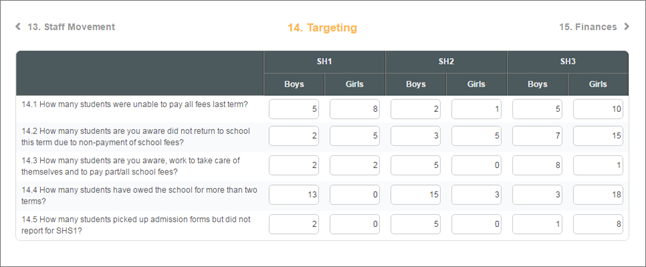 13. Staff Movement 14. Targeting 15. Finances
SH1 SH2 SH3
Boys Girls Boys Girls Boys Girls
14.1 How many students were unable to pay all fees last term? 5 8 2 1 5 10
14.2 How many students are you aware did not return to school
this term due to non-payment of school fees? 2 5 3 5 7 15
14.3 How many students are you aware, work to take care of
themselves and to pay part/all school fees? 2 2 5 0 8 1
14.4 How many students have owed the school for more than two
terms? 13 0 15 3 3 18
14.5 How many students picked up admission forms but did not
report for SHS1? 2 0 5 0 1 8